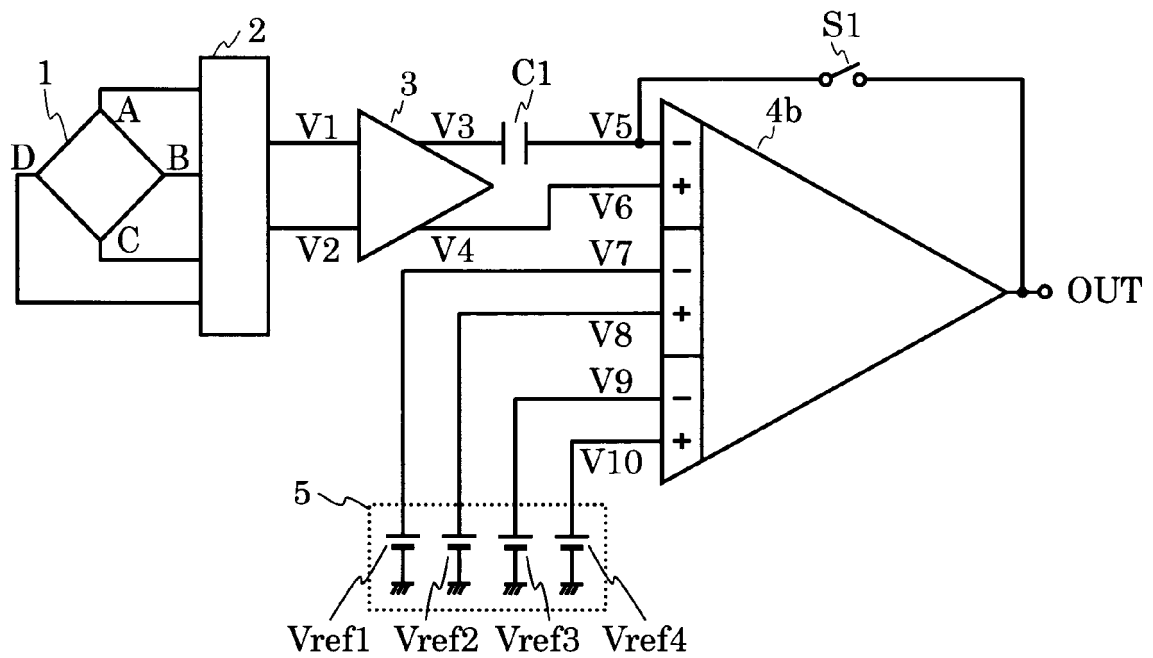 S1
2
1
3
C1
4b
A
V1
V3
V5
−
D
B
+
C
V6
V2
V4
V7
−
OUT
+
V8
V9
−
+
V10
5
Vref1
Vref2
Vref3
Vref4